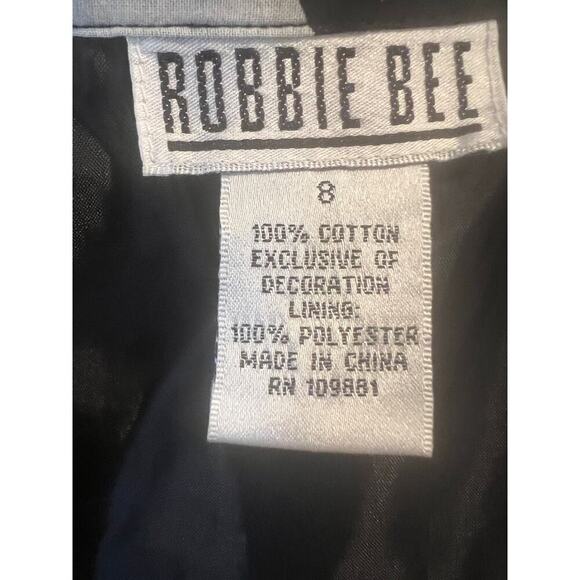 ROBBIE BEE
8
100% COTTON
EXCLUSIVE OF
DECORATION
LINING:
100% POLYESTER
MADE IN CHINA
RN 109881